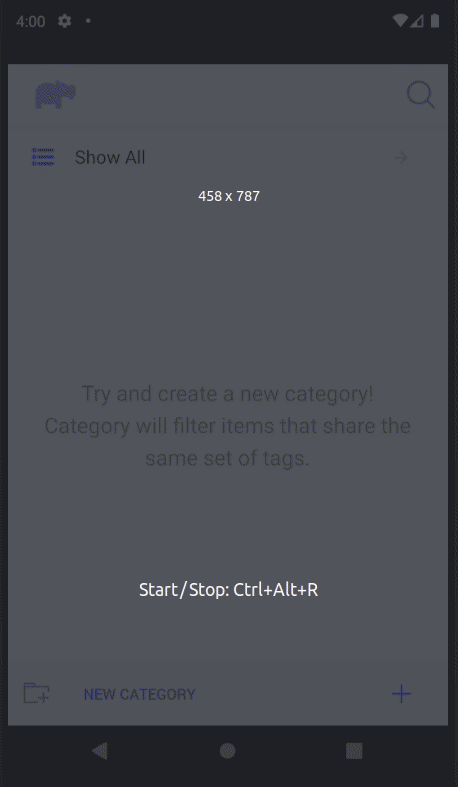 4:00
Show All
458 x 787
Try and create a new category!
Category will filter items that share the
same set of tags.
Start/Stop: Ctrl+Alt+R
NEW CATEGORY